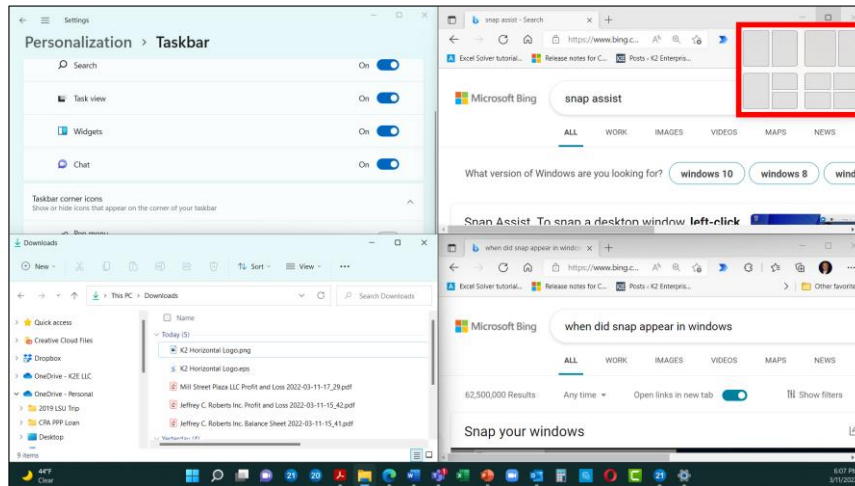 Settings
Personalization > Taskbar
Search On
Task view On
Widgets On
Chat On
Taskbar corner icons
Show or hide icons that appear on the corner of your taskbar
snap assist - Search
https://www.bing.c...
Excel Solver tutorial... Release notes for C... Posts - K2 Enterpris...
Microsoft Bing snap assist
ALL WORK IMAGES VIDEOS MAPS NEWS
What version of Windows are you looking for? windows 10 windows 8 wind
Snap Assist. To snap a desktop window, left-click
Downloads
New Sort View
This PC > Downloads Search Downloads
Name
Quick access
Creative Cloud Files
Dropbox
OneDrive - K2E LLC
OneDrive - Personal
2019 LSU Trip
CPA PPP Loan
Desktop
Today (5)
K2 Horizontal Logo.png
K2 Horizontal Logo.eps
Mill Street Plaza LLC Profit and Loss 2022-03-11-17_29.pdf
Jeffrey C. Roberts Inc. Profit and Loss 2022-03-11-15_42.pdf
Jeffrey C. Roberts Inc. Balance Sheet 2022-03-11-15_41.pdf
9 items
when did snap appear in window
https://www.bing.c...
Excel Solver tutorial... Release notes for C... Posts - K2 Enterpris... Other favorite
Microsoft Bing when did snap appear in windows
ALL WORK IMAGES VIDEOS MAPS NEWS
62,500,000 Results Any time Open links in new tab Show filters
Snap your windows
44°F
Clear
21 20 21
6:07 PM
3/11/202